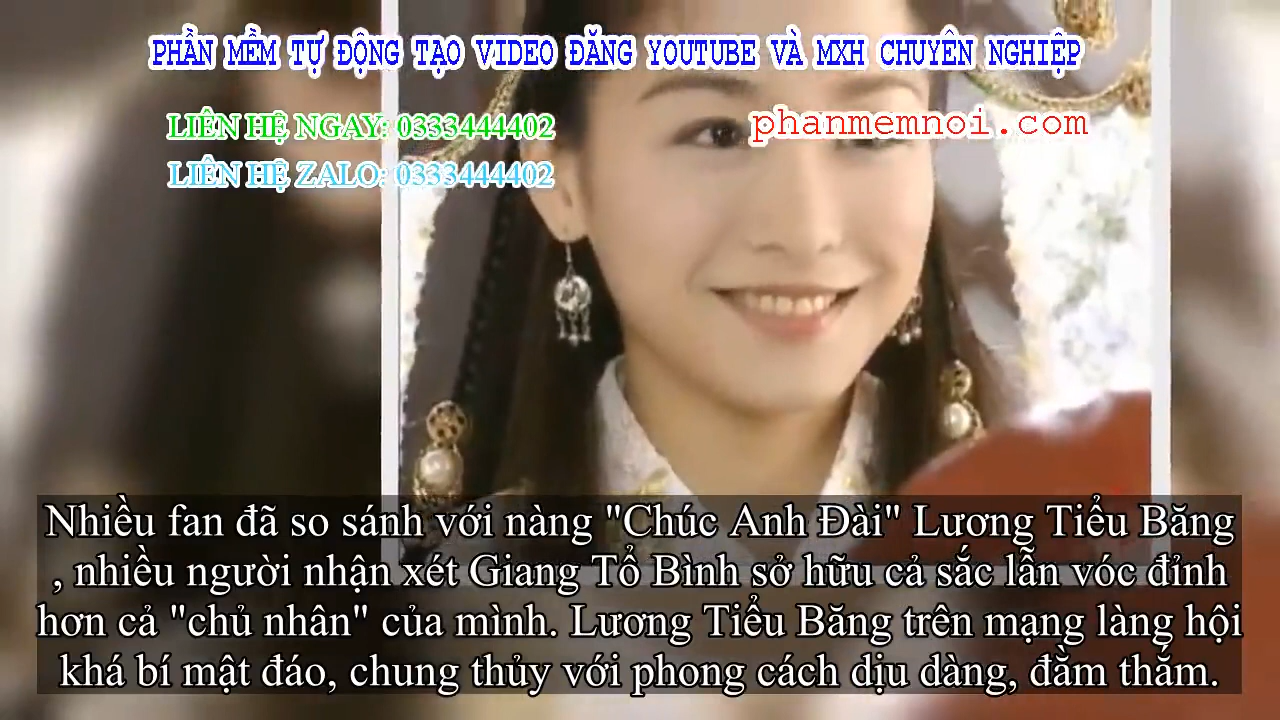 PHẦN MỀM TỰ ĐỘNG TẠO VIDEO ĐĂNG YOUTUBE VÀ MXH CHUYÊN NGHIỆP
LIÊN HỆ NGAY: 0333444402
phanmemnoi.com
LIÊN HỆ ZALO: 0333444402
Nhiều fan đã so sánh với nàng "Chúc Anh Đài" Lương Tiểu Băng
, nhiều người nhận xét Giang Tổ Bình sở hữu cả sắc lẫn vóc đỉnh
hơn cả "chủ nhân" của mình. Lương Tiểu Băng trên mạng làng hội
khá bí mật đáo, chung thủy với phong cách dịu dàng, đằm thắm.